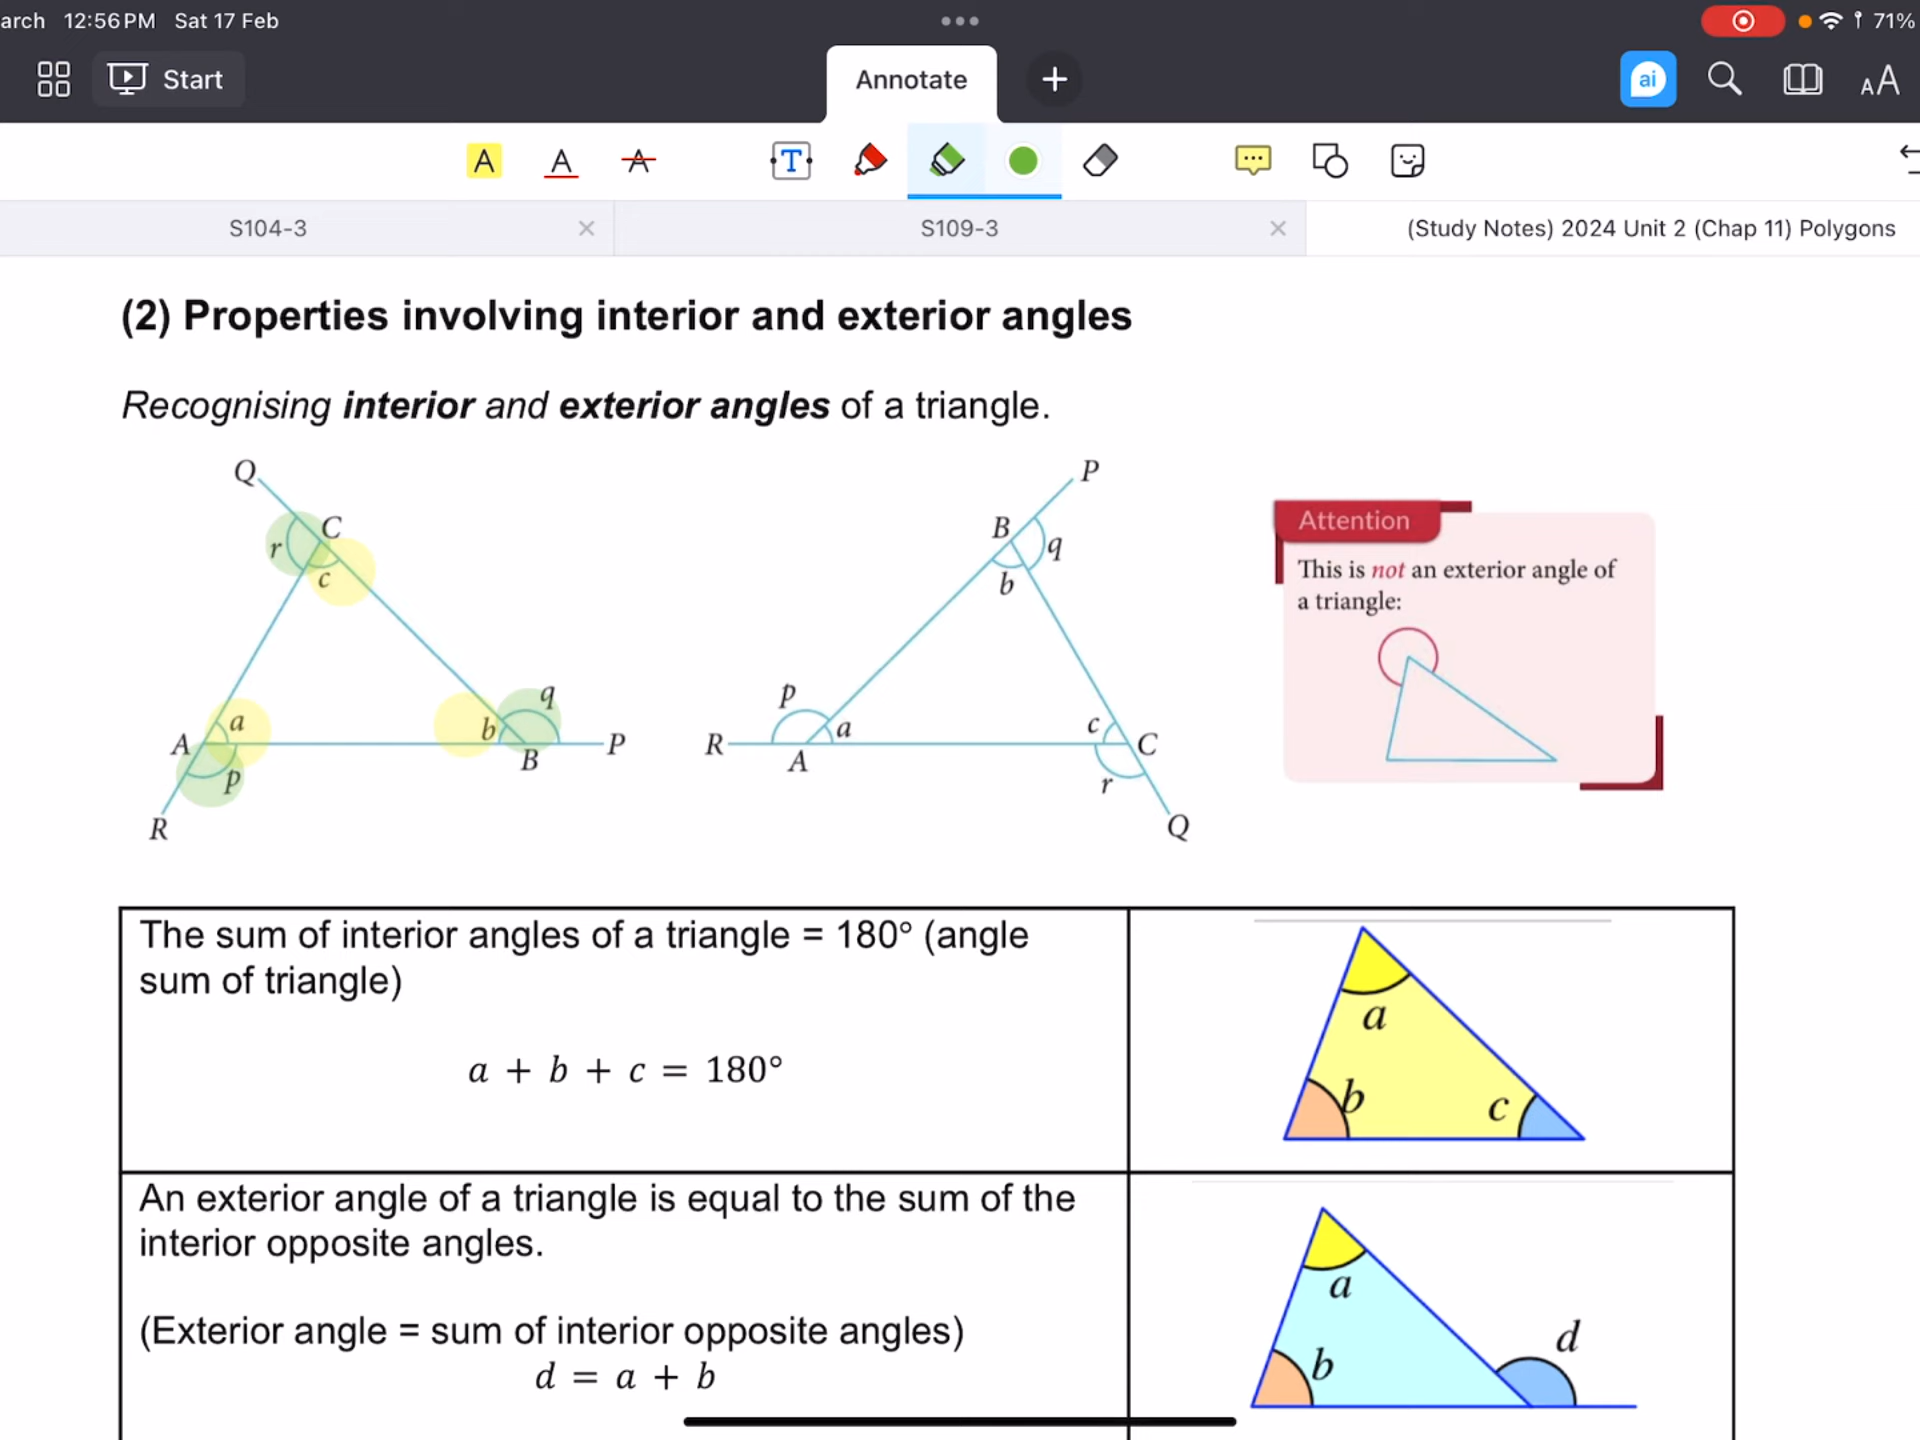 arch 12:56 PM Sat 17 Feb
71%
Start
Annotate
ai
AA
A A A T
S104-3
S109-3
(Study Notes) 2024 Unit 2 (Chap 11) Polygons
(2) Properties involving interior and exterior angles
Recognising interior and exterior angles of a triangle.
Q
C
r
c
a
A
p
R
b
q
B
P
P
B
q
b
p
R
a
A
c
C
r
Q
Attention
This is not an exterior angle of
a triangle:
The sum of interior angles of a triangle = 180° (angle
sum of triangle)
a + b + c = 180°
a
b
c
An exterior angle of a triangle is equal to the sum of the
interior opposite angles.
(Exterior angle = sum of interior opposite angles)
d = a + b
a
b
d